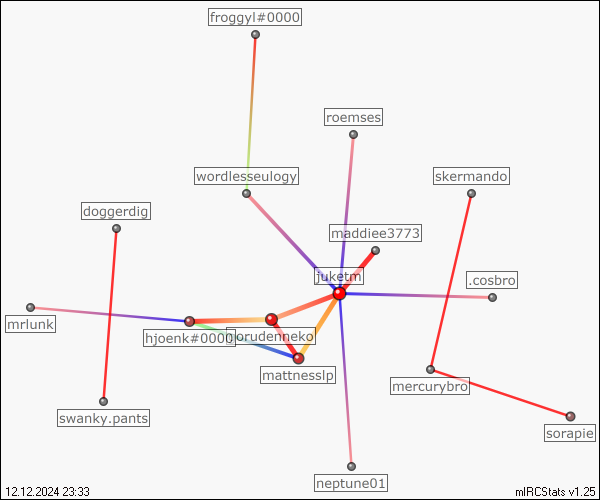 froggyl#0000
roemses
wordlesseulogy
skermando
doggerdig
maddiee3773
juketm
.cosbro
mrlunk
hjoenk#0000
mattnesslp
mercurybro
swanky.pants
sorapie
neptune01
12.12.2024 23:33
mIRCStats v1.25